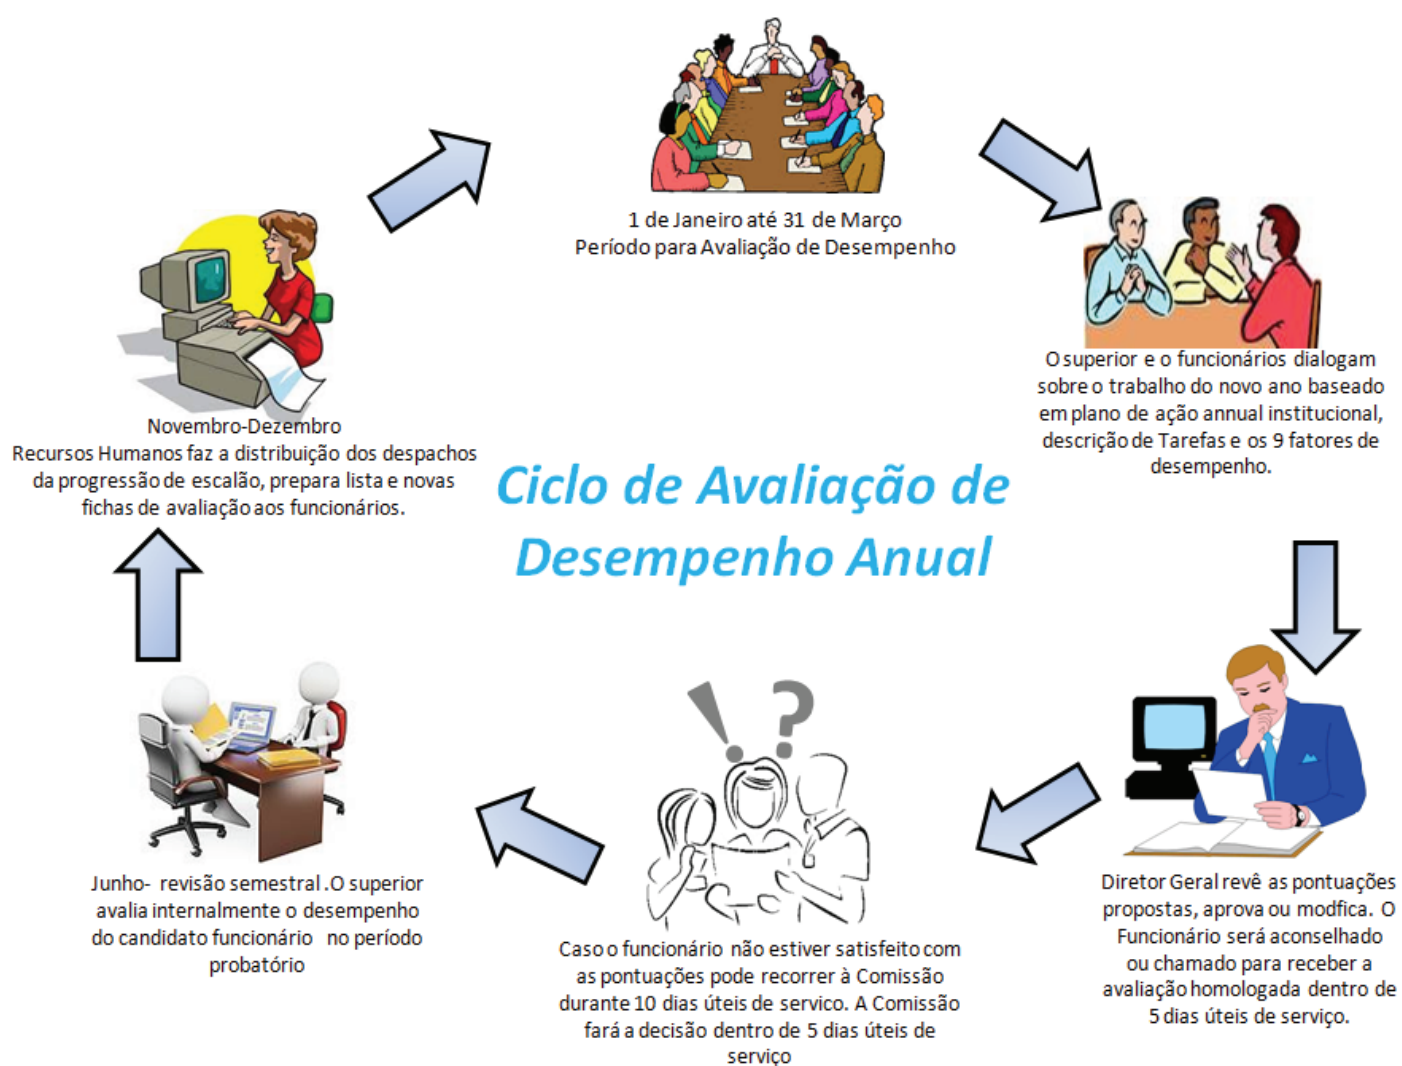 1 de Janeiro até 31 de Março
Período para Avaliação de Desempenho
O superior e o funcionários dialogam
sobre o trabalho do novo ano baseado
em plano de ação annual institucional,
descrição de Tarefas e os 9 fatores de
desempenho.
Novembro-Dezembro
Recursos Humanos faz a distribuição dos despachos
da progressão de escalão, prepara lista e novas
fichas de avaliação aos funcionários.
Ciclo de Avaliação de
Desempenho Anual
! ?
Diretor Geral revê as pontuações
propostas, aprova ou modfica. O
Funcionário será aconselhado
ou chamado para receber a
avaliação homologada dentro de
5 dias úteis de serviço.
Caso o funcionário não estiver satisfeito com
as pontuações pode recorrer à Comissão
durante 10 dias úteis de servico. A Comissão
fará a decisão dentro de 5 dias úteis de
serviço
Junho- revisão semestral .O superior
avalia internalmente o desempenho
do candidato funcionário no período
probatório